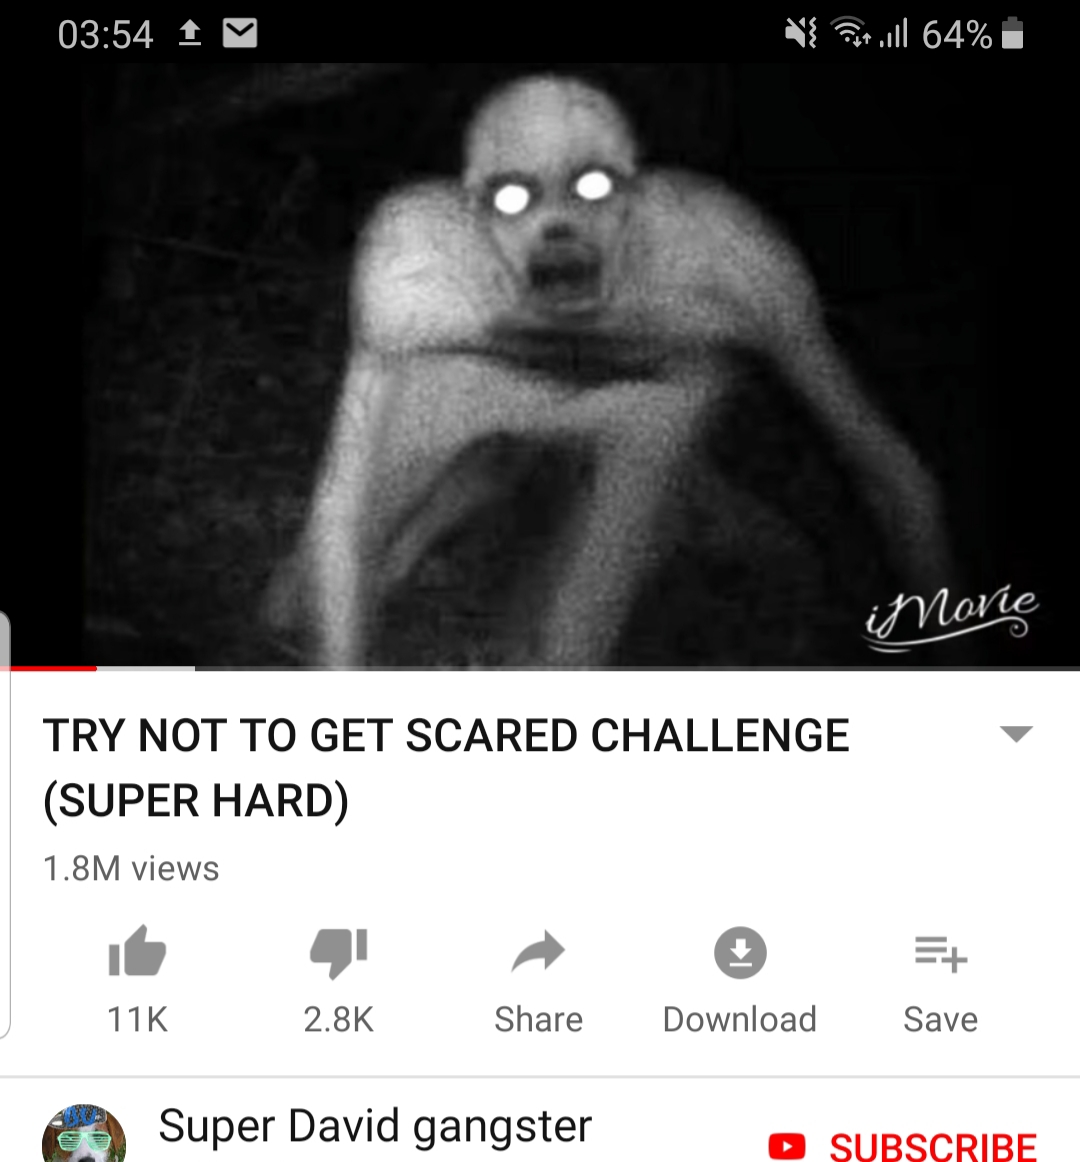 03:54 64%
iMovie
TRY NOT TO GET SCARED CHALLENGE
(SUPER HARD)
1.8M views
11K 2.8K Share Download Save
Super David gangster
SUBSCRIBE